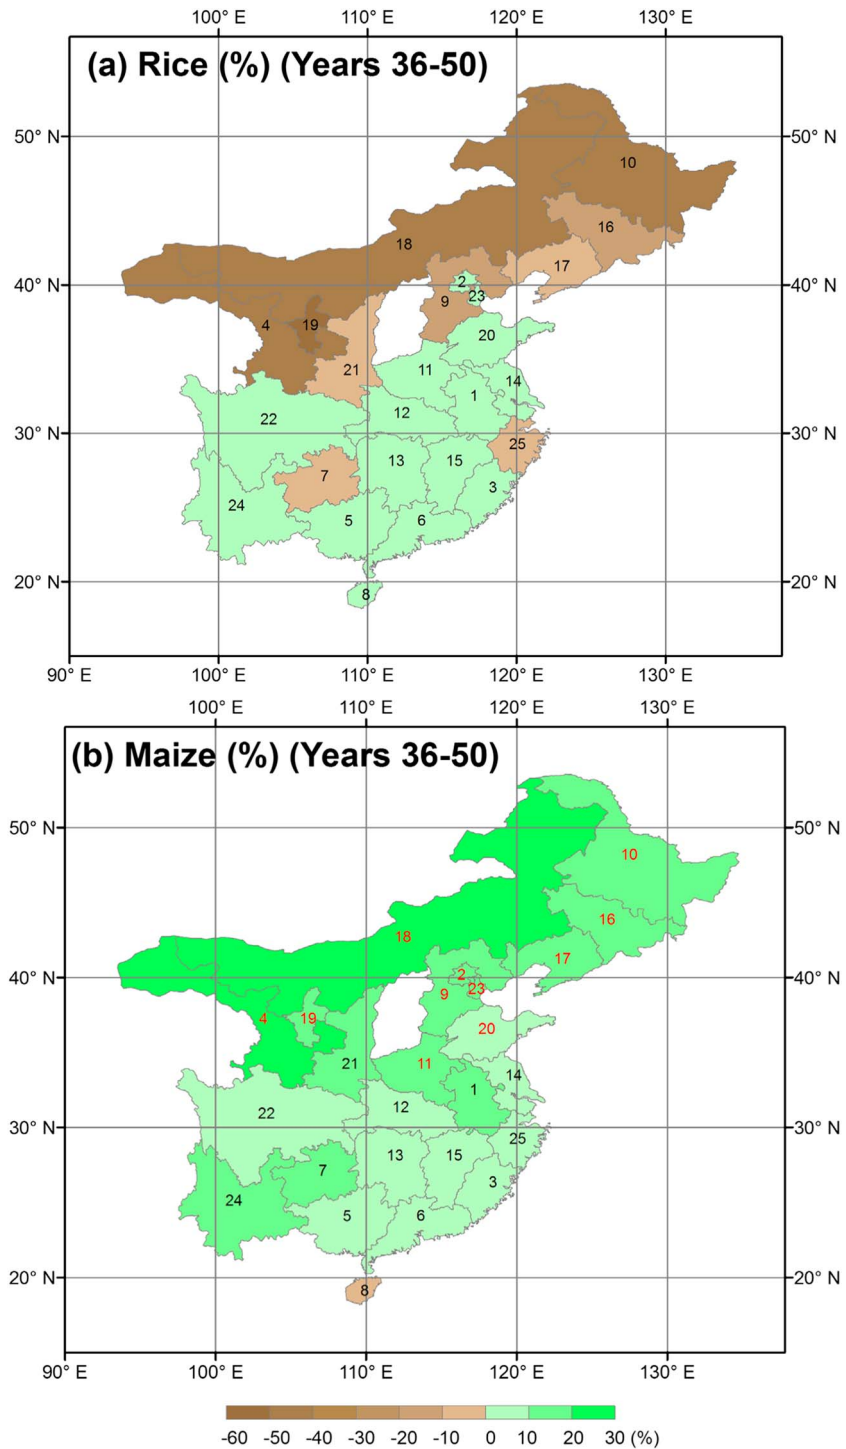 100° E 110° E 120° E 130° E
(a) Rice (%) (Years 36-50)
50° N 50° N
10
16
18
17
40° N 2 40° N
9 23
4 19
20
21 11
14
1
12
22
30° N 30° N
25
7 13 15
3
24
5 6
20° N 20° N
8
90° E 100° E 110° E 120° E 130° E
100° E 110° E 120° E 130° E
(b) Maize (%) (Years 36-50)
50° N 50° N
10
16
18
17
40° N 2 40° N
9 23
4 19
20
21 11
14
1
12
22
30° N 30° N
25
13 15
7
3
24
5 6
20° N 20° N
8
90° E 100° E 110° E 120° E 130° E
-60 -50 -40 -30 -20 -10 0 10 20 30 (%)